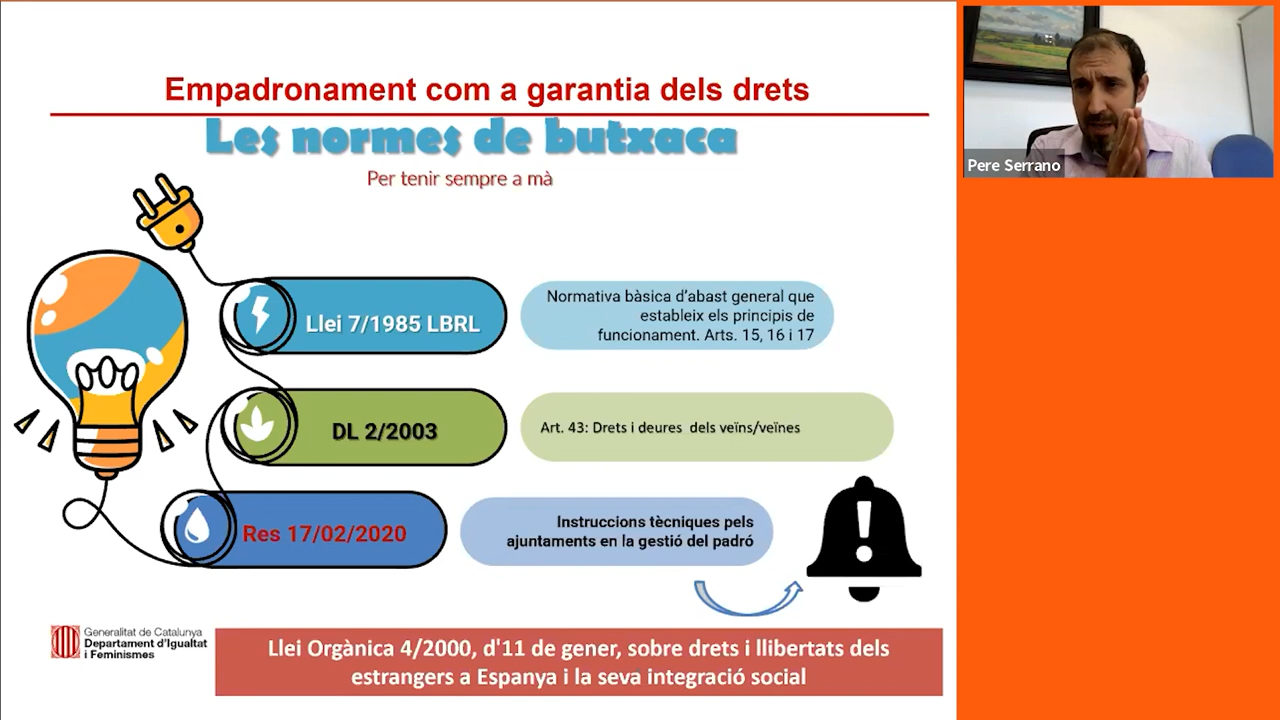 Empadronament com a garantia dels drets
Les normes de butxaca
Per tenir sempre a mà
Llei 7/1985 LBRL
Normativa bàsica d'abast general que
estableix els principis de
funcionament. Arts. 15, 16 i 17
DL 2/2003
Art. 43: Drets i deures dels veïns/veïnes
Res 17/02/2020
Instruccions tècniques pels
ajuntaments en la gestió del padró
Generalitat de Catalunya
Departament d'Igualtat
i Feminismes
Llei Orgànica 4/2000, d'11 de gener, sobre drets i llibertats dels
estrangers a Espanya i la seva integració social
Pere Serrano